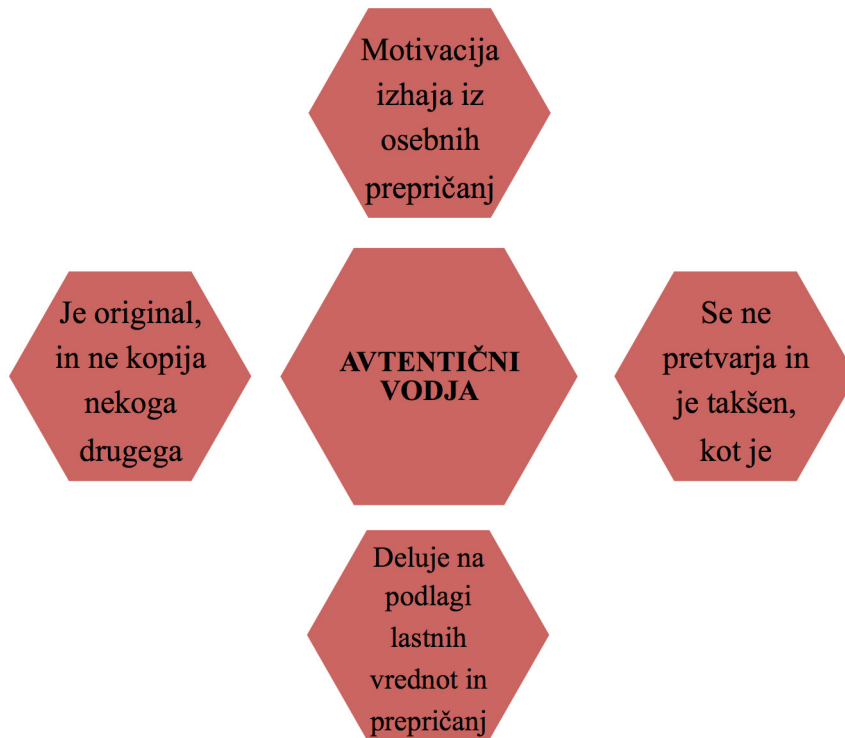 Motivacija
izhaja iz
osebnih
prepričanj
Je original,
in ne kopija
nekoga
drugega
AVTENTIČNI
VODJA
Se ne
pretvarja in
je takšen,
kot je
Deluje na
podlagi
lastnih
vrednot in
prepričanj